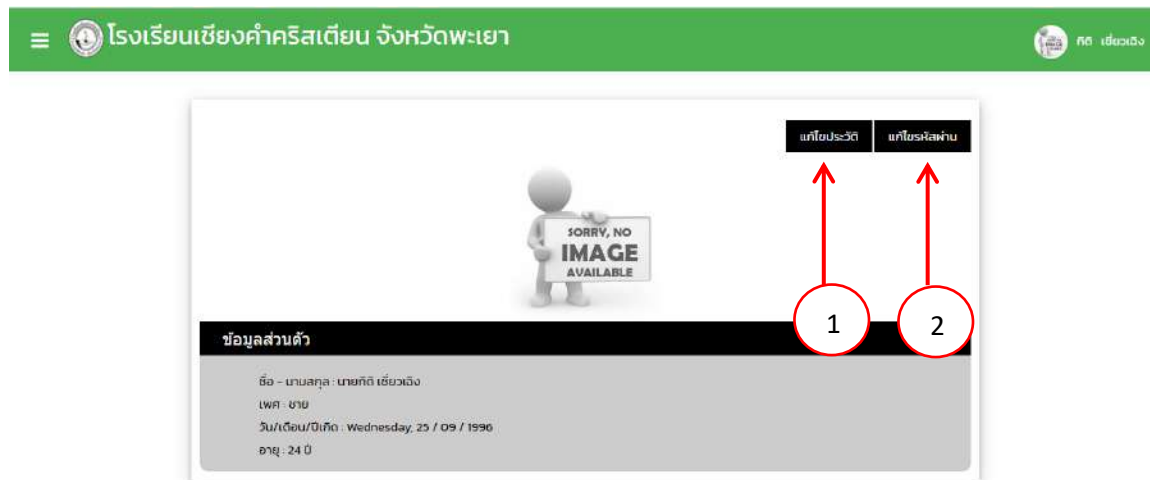 โรงเรียนเชียงคำคริสเตียน จังหวัดพะเยา
กิติ เชี่ยวเฉิง
แก้ไขประวัติ แก้ไขรหัสผ่าน
SORRY, NO
IMAGE
AVAILABLE
1 2
ข้อมูลส่วนตัว
ชื่อ - นามสกุล : นายกิติ เชี่ยวเฉิง
เพศ : ชาย
วัน/เดือน/ปีเกิด : Wednesday, 25 / 09 / 1996
อายุ : 24 ปี